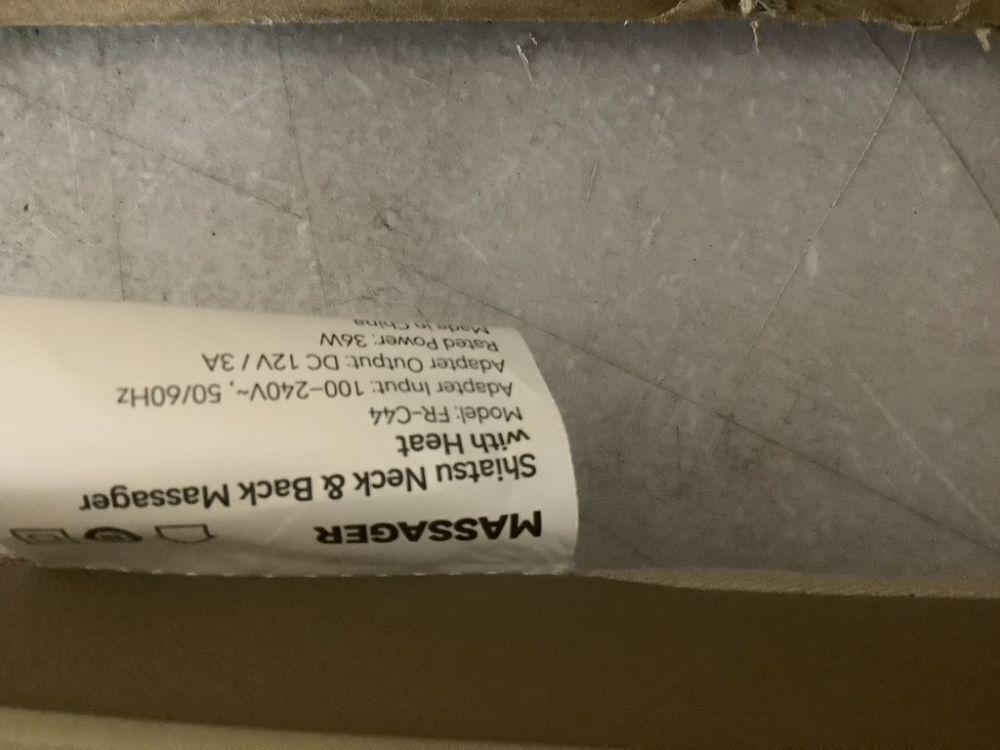 MASSAGER
Shiatsu Neck & Back Massager
with Heat
Model: FR-C44
Adapter Input: 100-240V~, 50/60Hz
Adapter Output: DC 12V / 3A
Rated Power: 36W
Made in China